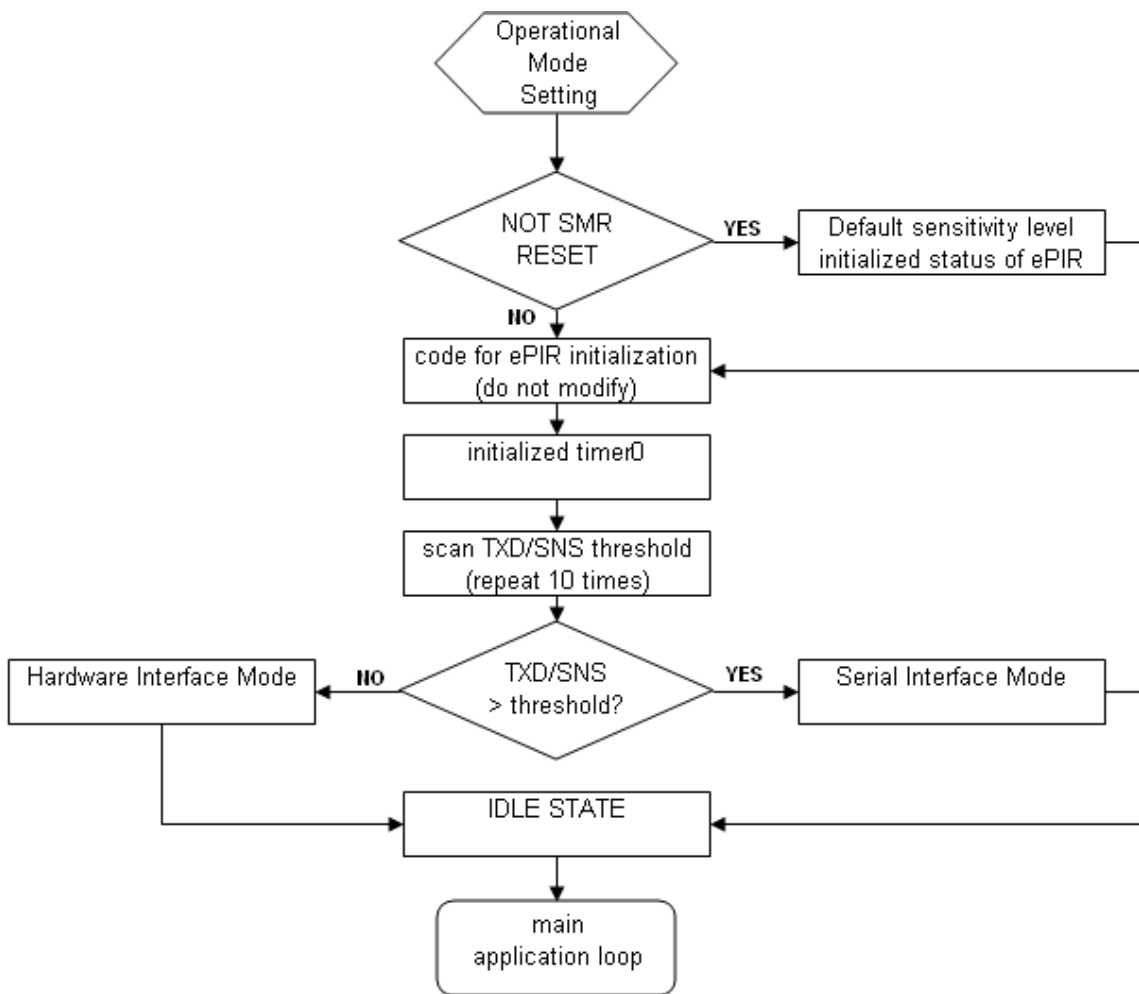 Operational
Mode
Setting
NOT SMR
RESET
YES
Default sensitivity level
initialized status of ePIR
NO
code for ePIR initialization
(do not modify)
initialized timer0
scan TXD/SNS threshold
(repeat 10 times)
Hardware Interface Mode
NO
TXD/SNS
> threshold?
YES
Serial Interface Mode
IDLE STATE
main
application loop